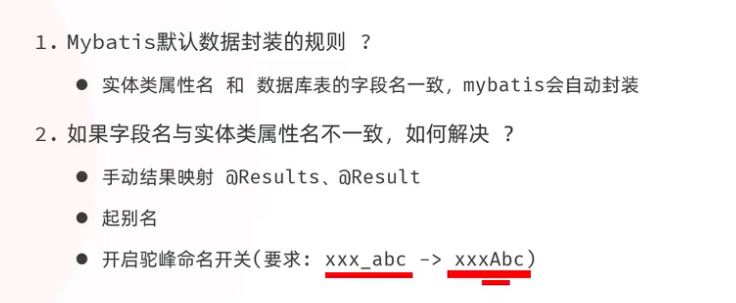 1. Mybatis默认数据封装的规则 ？
● 实体类属性名 和 数据库表的字段名一致，mybatis会自动封装
2. 如果字段名与实体类属性名不一致，如何解决 ？
● 手动结果映射 @Results、@Result
● 起别名
● 开启驼峰命名开关(要求: xxx_abc -> xxxAbc)